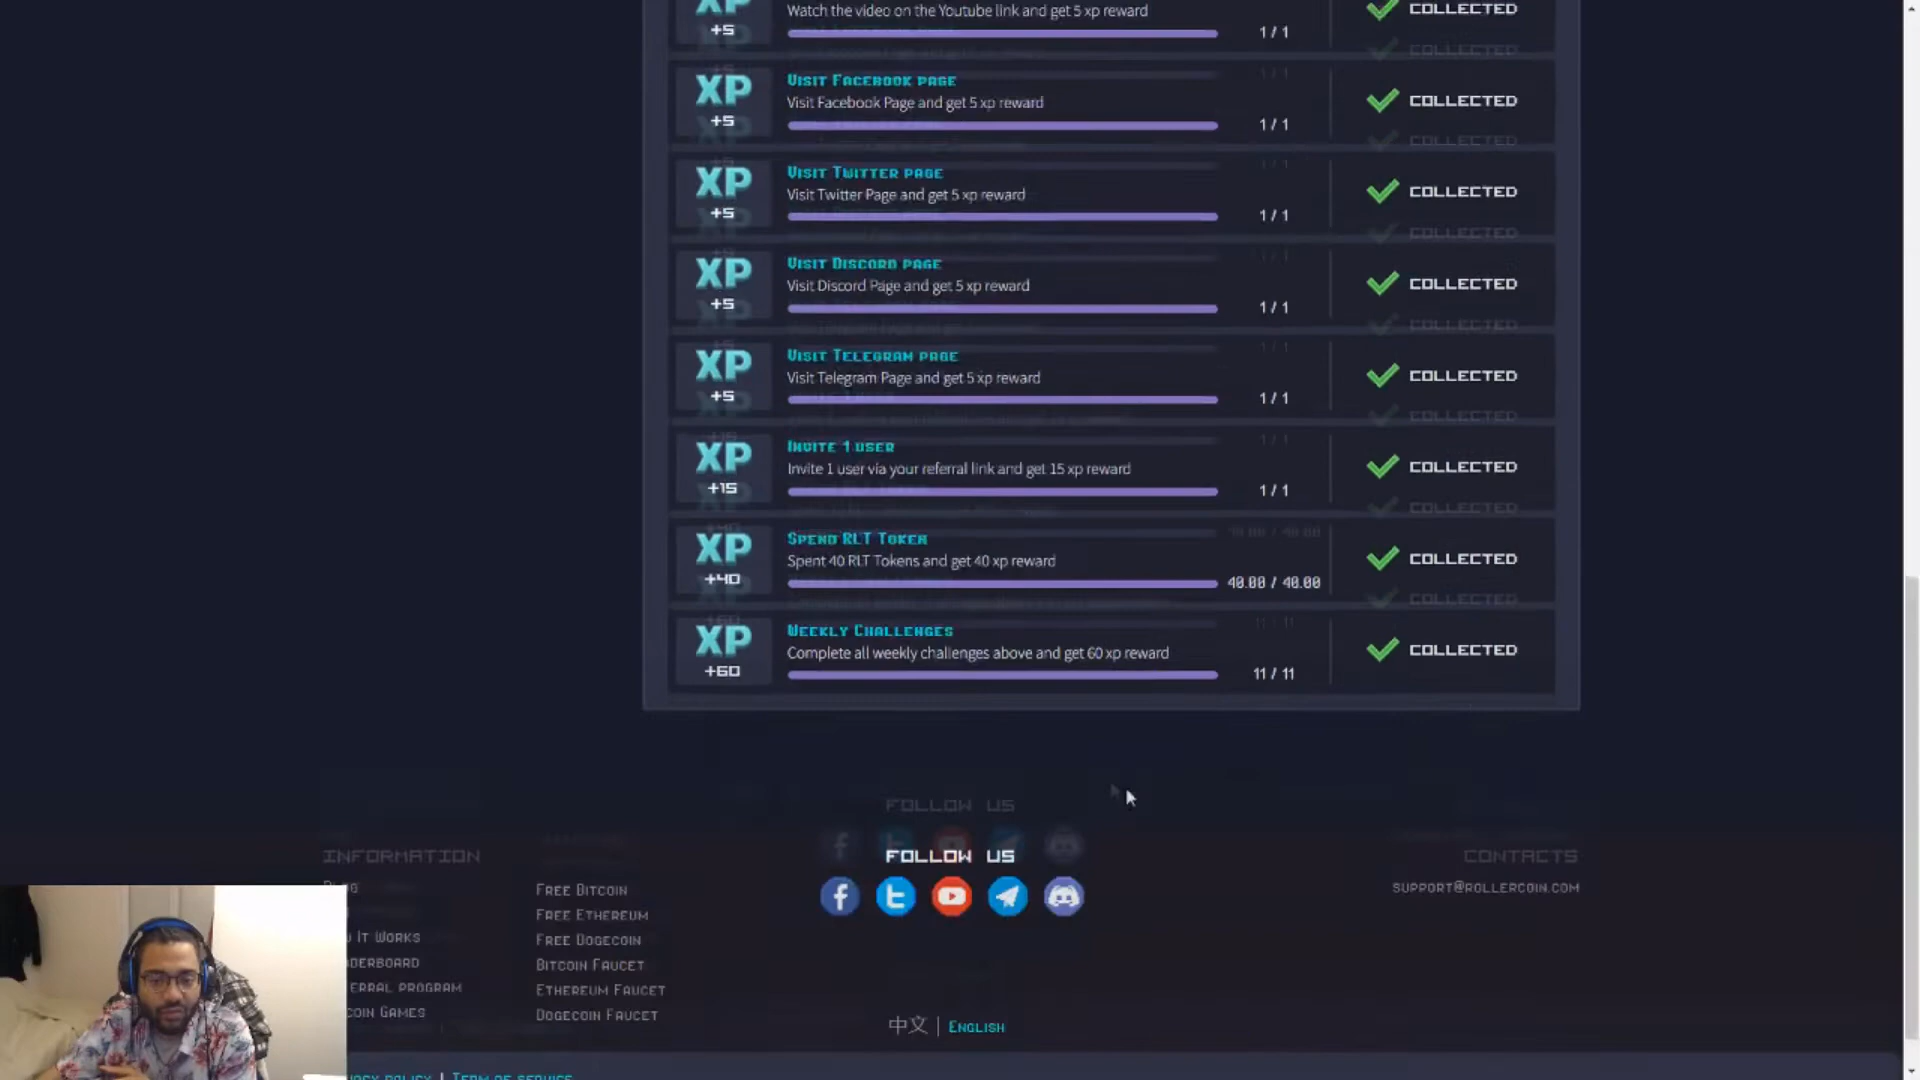 XP
+5
Watch the video on the Youtube link and get 5 xp reward
1 / 1
COLLECTED
XP
+5
Visit Facebook page
Visit Facebook Page and get 5 xp reward
1 / 1
COLLECTED
XP
+5
Visit Twitter page
Visit Twitter Page and get 5 xp reward
1 / 1
COLLECTED
XP
+5
Visit Discord page
Visit Discord Page and get 5 xp reward
1 / 1
COLLECTED
XP
+5
Visit Telegram page
Visit Telegram Page and get 5 xp reward
1 / 1
COLLECTED
XP
+15
Invite 1 user
Invite 1 user via your referral link and get 15 xp reward
1 / 1
COLLECTED
XP
+40
Spend RLT Token
Spent 40 RLT Tokens and get 40 xp reward
40.00 / 40.00
COLLECTED
XP
+60
Weekly Challenges
Complete all weekly challenges above and get 60 xp reward
11 / 11
COLLECTED
INFORMATION
It Works
Coin Games
Free Bitcoin
Free Ethereum
Free Dogecoin
Bitcoin Faucet
Ethereum Faucet
Dogecoin Faucet
FOLLOW US
中文 | English
CONTACTS
support@rollercoin.com
policy | Term of service